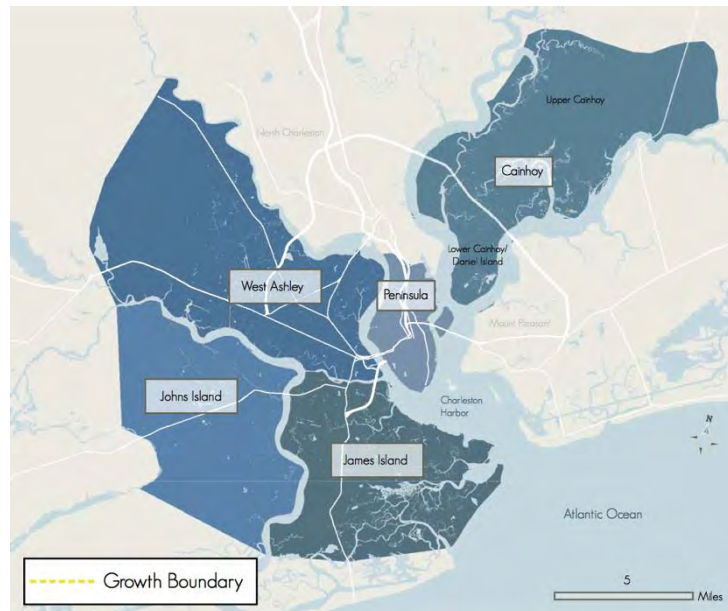 Upper Cainhoy
North Charleston
Cainhoy
Lower Cainhoy/
Daniel Island
West Ashley
Peninsula
Mount Pleasant
Johns Island
Charleston
Harbor
James Island
N
Atlantic Ocean
Growth Boundary
5
Miles